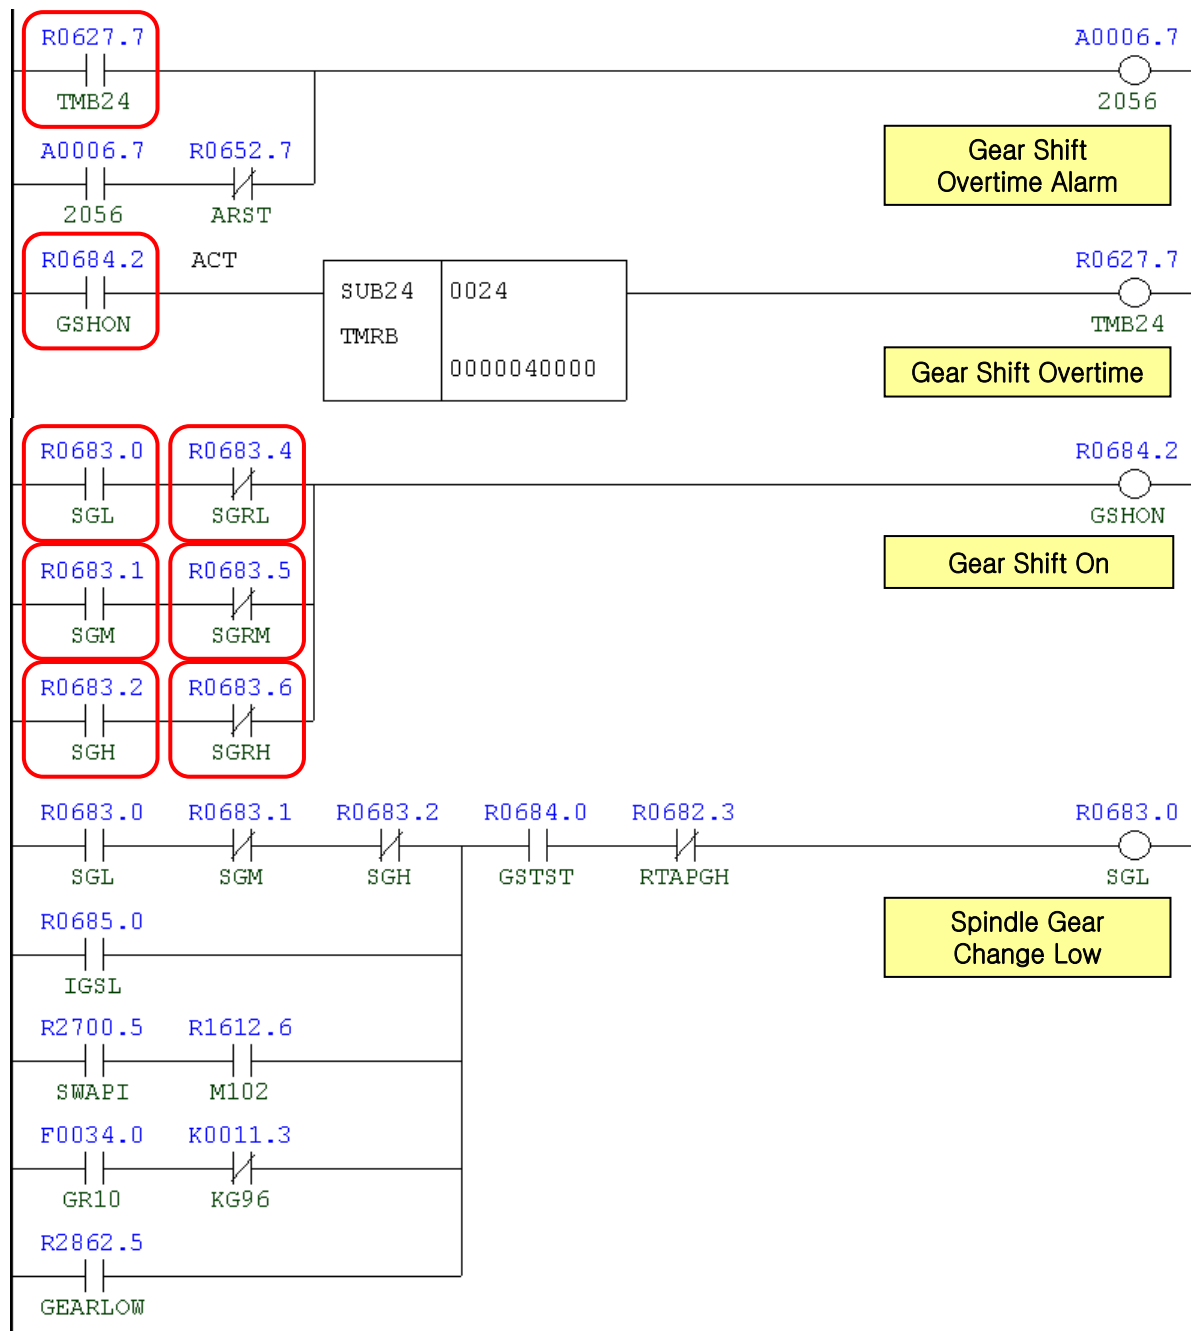 R0627.7 A0006.7
TMB24 2056
A0006.7 R0652.7
2056 ARST
Gear Shift
Overtime Alarm
R0684.2 ACT R0627.7
SUB24 0024
GSHON TMB24
TMRB
0000040000
Gear Shift Overtime
R0683.0 R0683.4 R0684.2
SGL SGRL GSHON
Gear Shift On
R0683.1 R0683.5
SGM SGRM
R0683.2 R0683.6
SGH SGRH
R0683.0 R0683.1 R0683.2 R0684.0 R0682.3 R0683.0
SGL SGM SGH GSTST RTAPGH SGL
Spindle Gear
Change Low
R0685.0
IGSL
R2700.5 R1612.6
SWAPI M102
F0034.0 K0011.3
GR10 KG96
R2862.5
GEARLOW